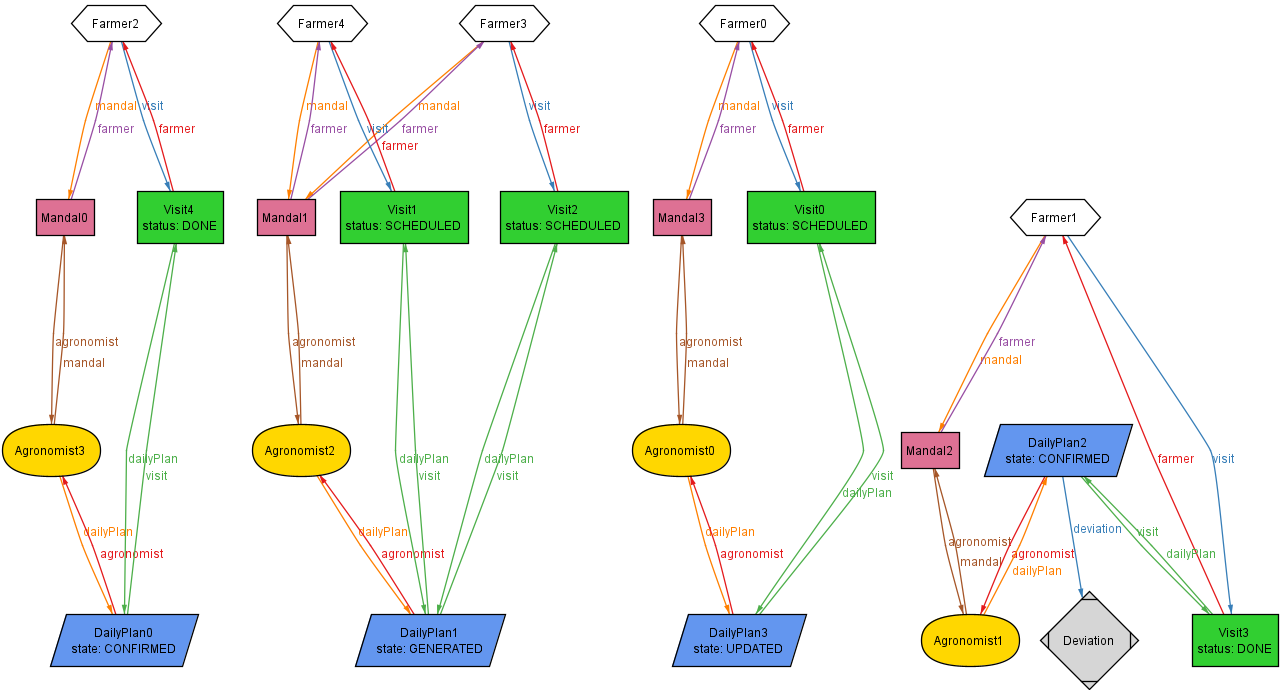 Farmer2
Farmer4
Farmer3
Farmer0
mandal
visit
farmer
farmer
mandal
visit
farmer
farmer
mandal
visit
farmer
farmer
mandal
visit
farmer
farmer
Mandal0
Visit4
status: DONE
Mandal1
Visit1
status: SCHEDULED
Visit2
status: SCHEDULED
Mandal3
Visit0
status: SCHEDULED
Farmer1
agronomist
mandal
agronomist
mandal
agronomist
mandal
farmer
mandal
Agronomist3
dailyPlan
visit
Agronomist2
dailyPlan
visit
dailyPlan
visit
Agronomist0
visit
dailyPlan
Mandal2
DailyPlan2
state: CONFIRMED
farmer
visit
dailyPlan
agronomist
dailyPlan
agronomist
dailyPlan
agronomist
agronomist
mandal
agronomist
dailyPlan
deviation
visit
dailyPlan
DailyPlan0
state: CONFIRMED
DailyPlan1
state: GENERATED
DailyPlan3
state: UPDATED
Agronomist1
Deviation
Visit3
status: DONE